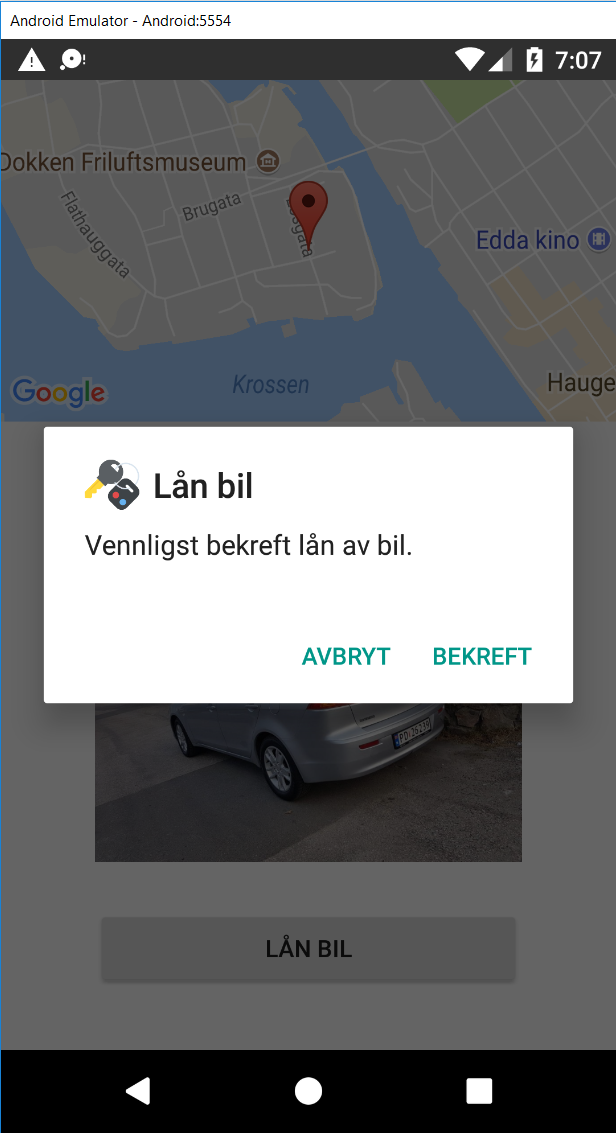 Android Emulator - Android:5554
7:07
Dokken Friluftsmuseum
Brugata
Flathauggata
Edda kino
Krossen
Google
Hauge
Lån bil
Vennligst bekreft lån av bil.
AVBRYT
BEKREFT
LÅN BIL